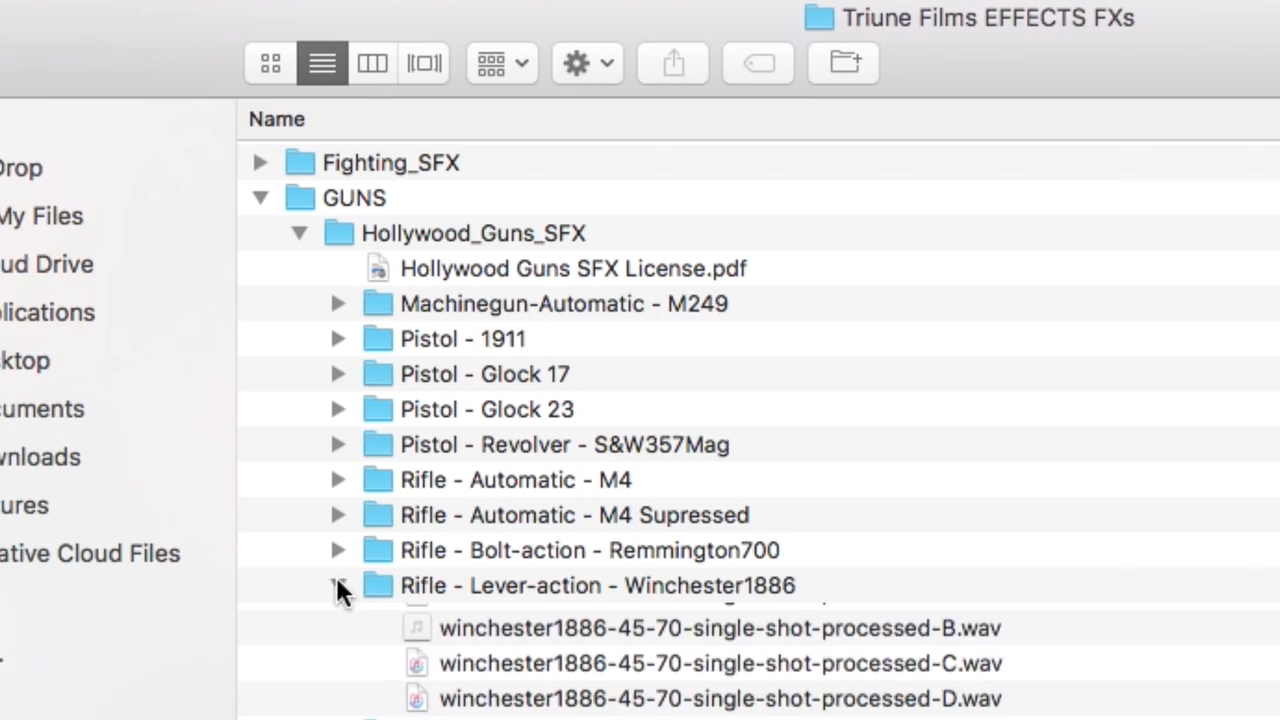 Triune Films EFFECTS FXs
Name
Drop
My Files
ud Drive
plications
sktop
cuments
wnloads
tures
ative Cloud Files
Fighting_SFX
GUNS
Hollywood_Guns_SFX
Hollywood Guns SFX License.pdf
Machinegun-Automatic - M249
Pistol - 1911
Pistol - Glock 17
Pistol - Glock 23
Pistol - Revolver - S&W357Mag
Rifle - Automatic - M4
Rifle - Automatic - M4 Supressed
Rifle - Bolt-action - Remmington700
Rifle - Lever-action - Winchester1886
winchester1886-45-70-single-shot-processed-B.wav
winchester1886-45-70-single-shot-processed-C.wav
winchester1886-45-70-single-shot-processed-D.wav